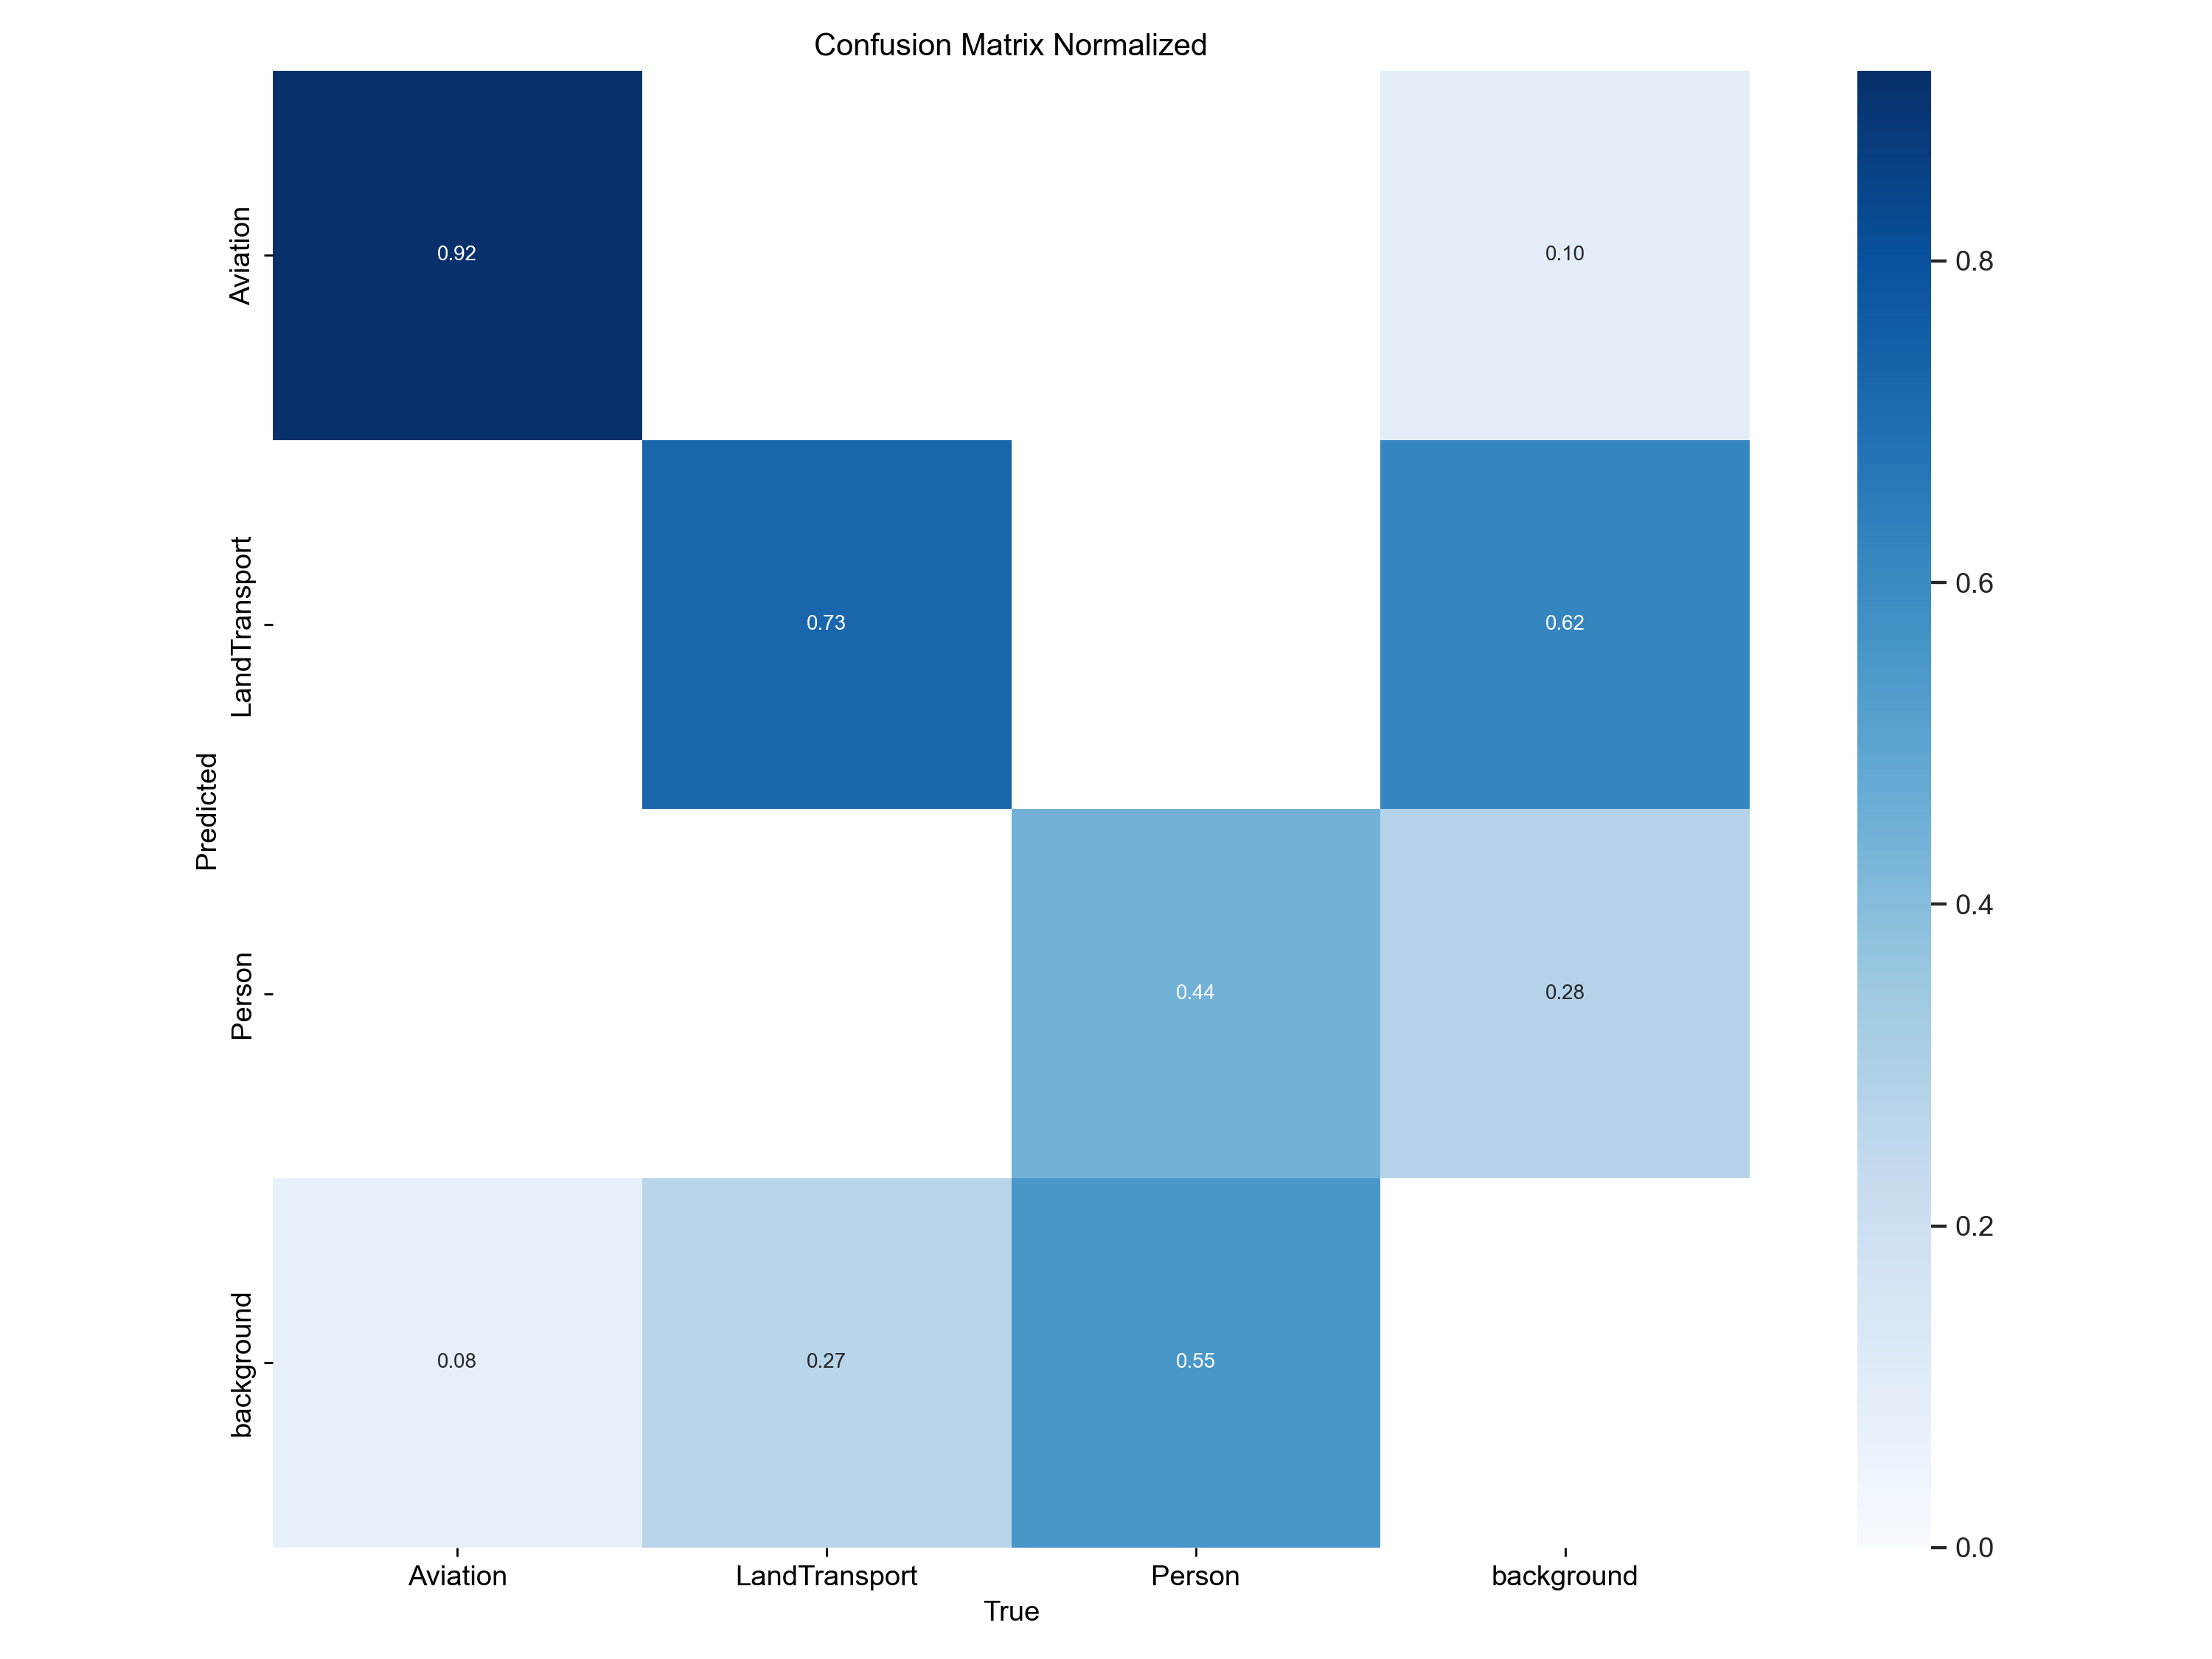 Confusion Matrix Normalized
Predicted
Aviation
0.92
0.10
LandTransport
0.73
0.62
Person
0.44
0.28
background
0.08
0.27
0.55
Aviation
LandTransport
Person
background
True
0.8
0.6
0.4
0.2
0.0